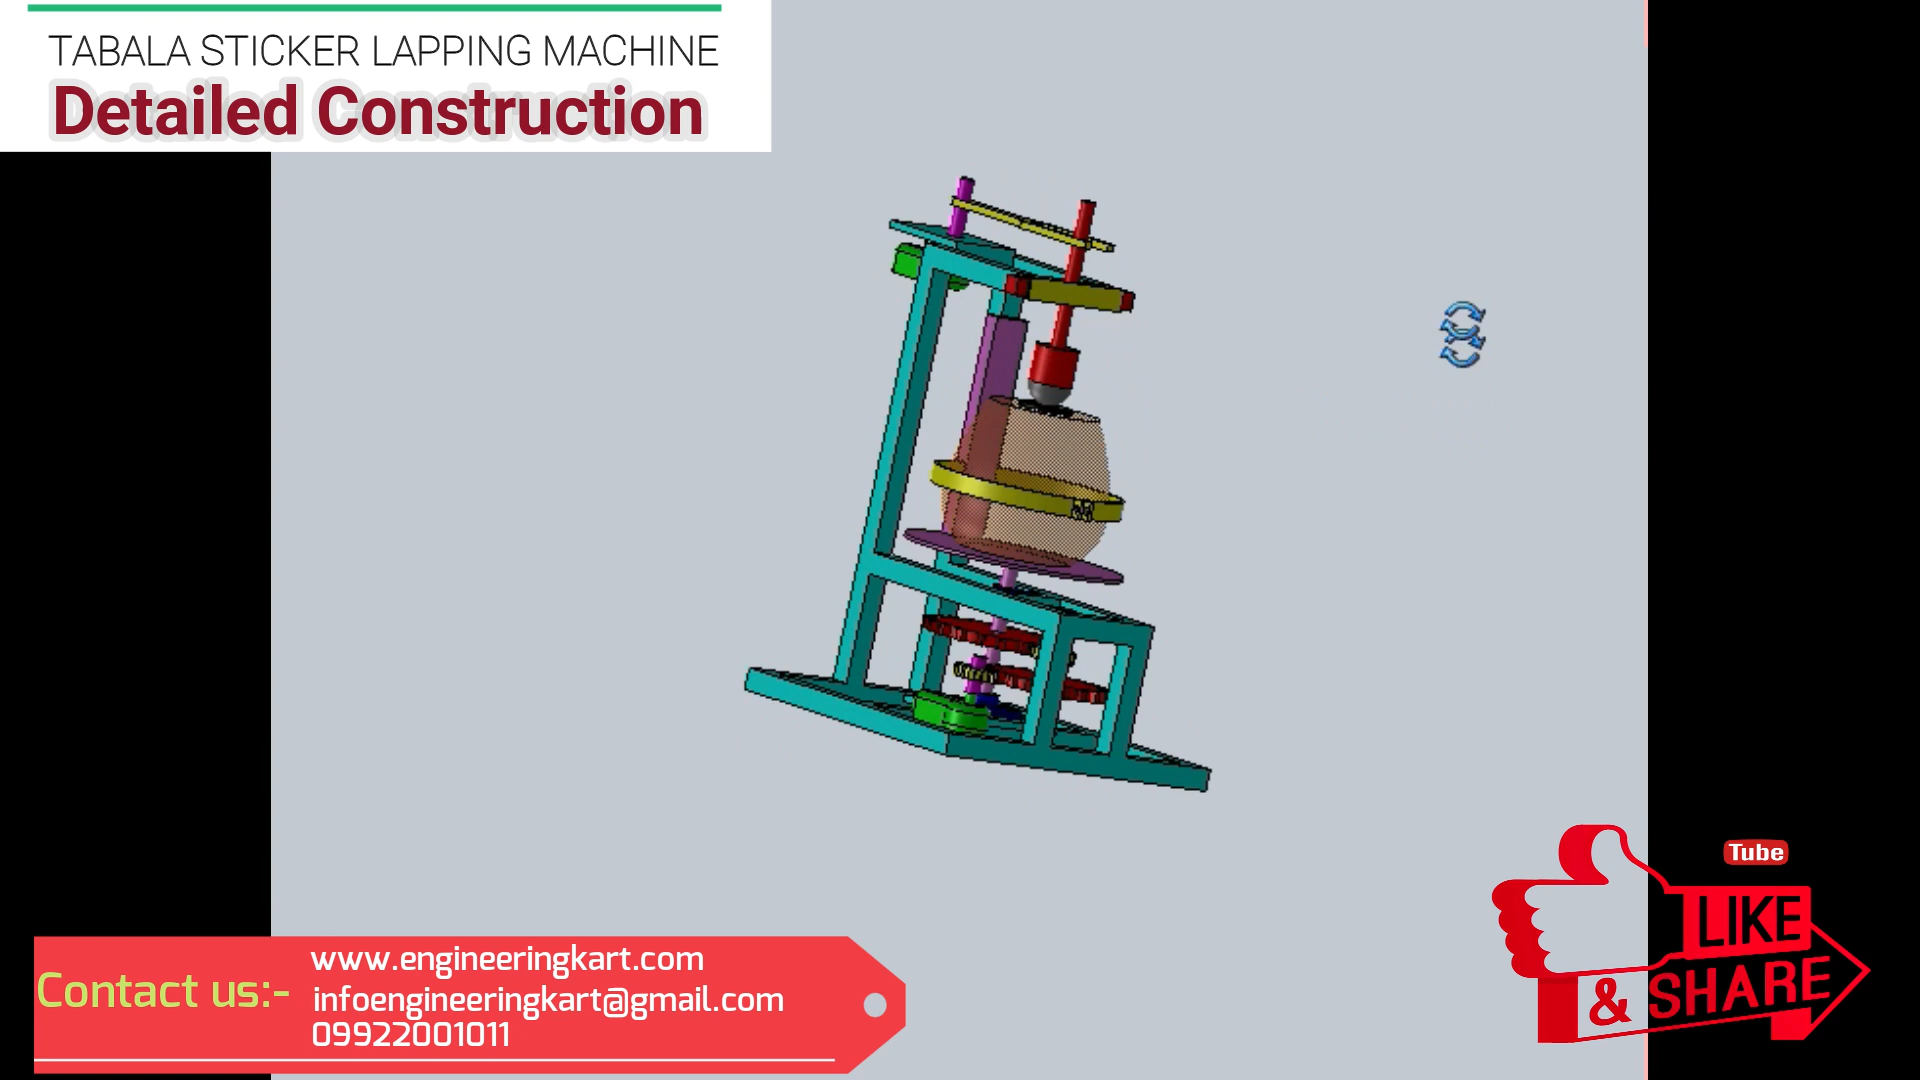 TABALA STICKER LAPPING MACHINE
Detailed Construction
Contact us:-
www.engineeringkart.com
infoengineeringkart@gmail.com
09922001011
Tube
LIKE
& SHARE